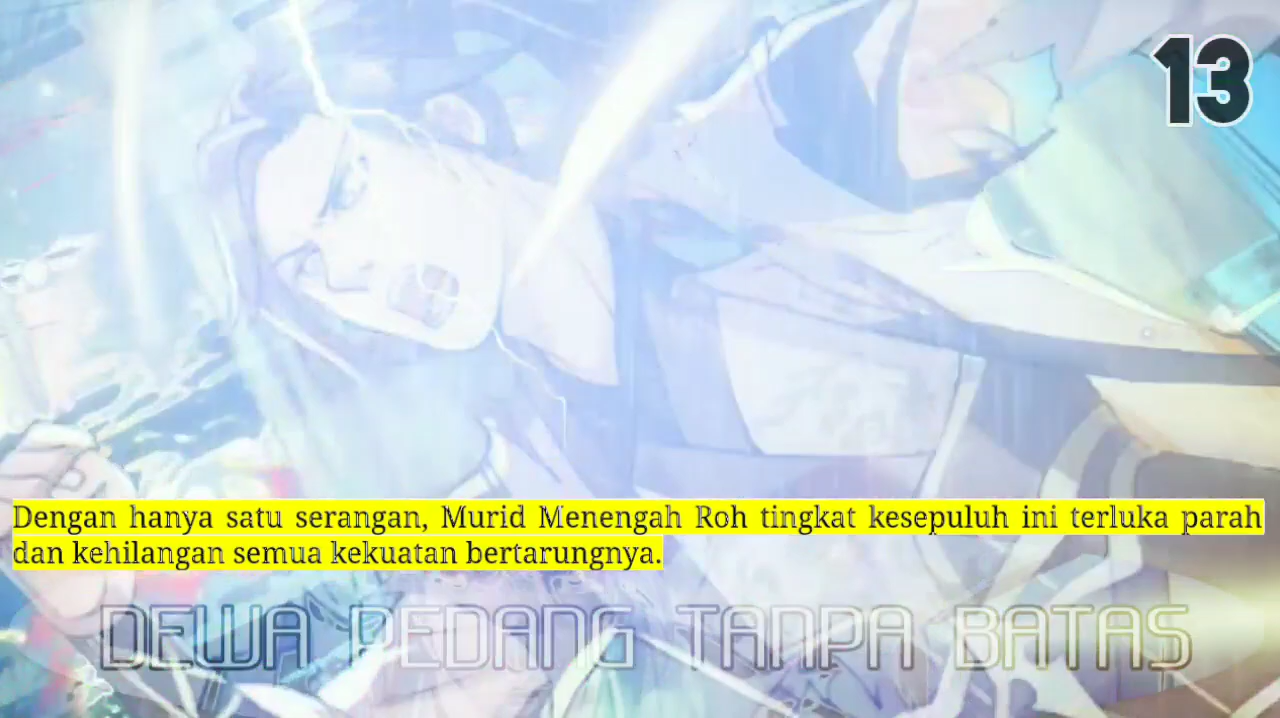 13
Dengan hanya satu serangan, Murid Menengah Roh tingkat kesepuluh ini terluka parah
dan kehilangan semua kekuatan bertarungnya.
DEWA PEDANG TANPA BATAS